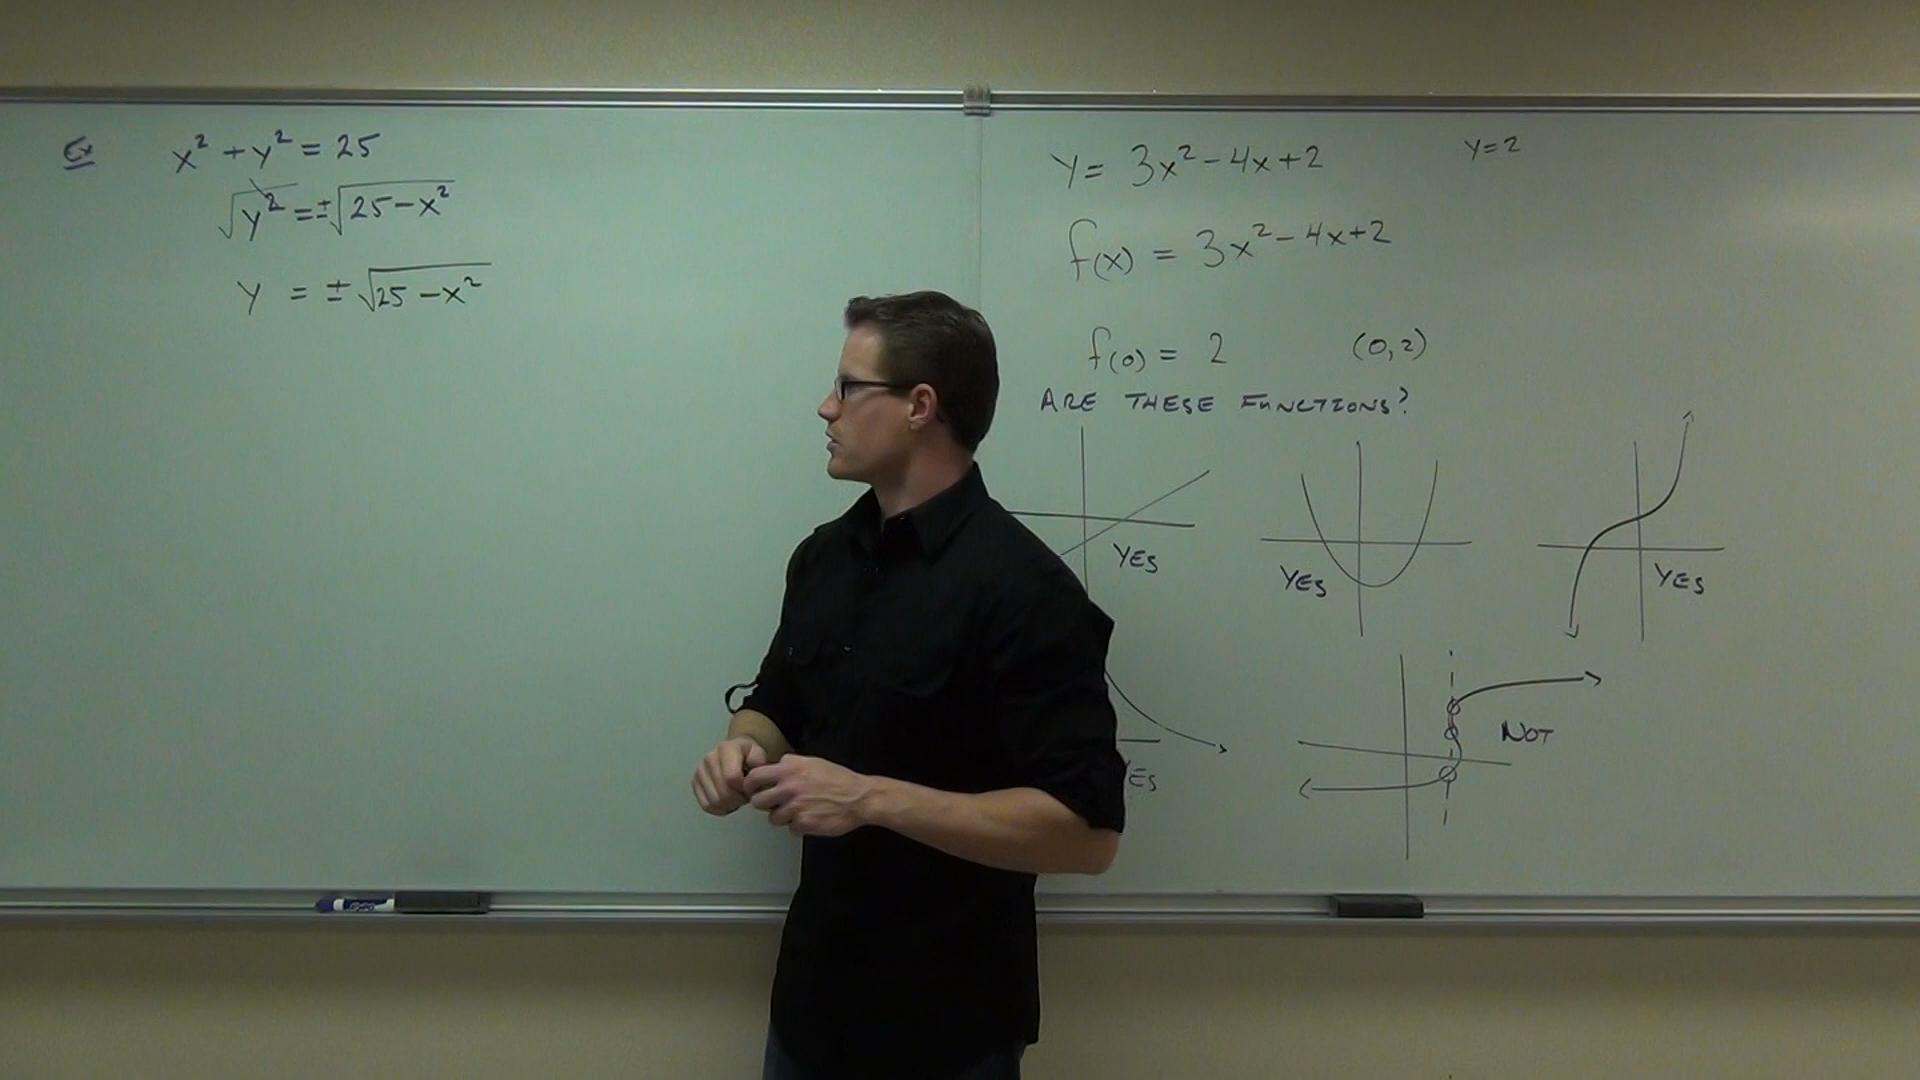 Ex x² + y² = 25
√y² = ±√25 - x²
y = ±√25 - x²
y = 3x² - 4x + 2
y = 2
f(x) = 3x² - 4x + 2
f(0) = 2 (0, 2)
ARE THESE FUNCTIONS?
YES
YES
YES
NOT